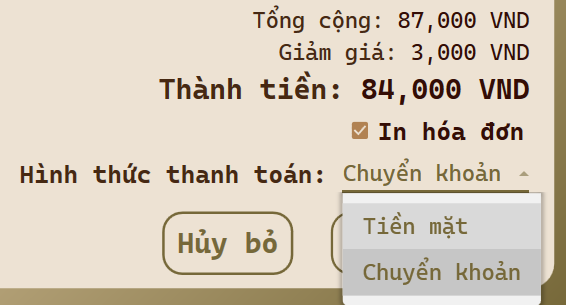 Tổng cộng: 87,000 VND
Giảm giá: 3,000 VND
Thành tiền: 84,000 VND
In hóa đơn
Hình thức thanh toán: Chuyển khoản
Tiền mặt
Chuyển khoản
Hủy bỏ